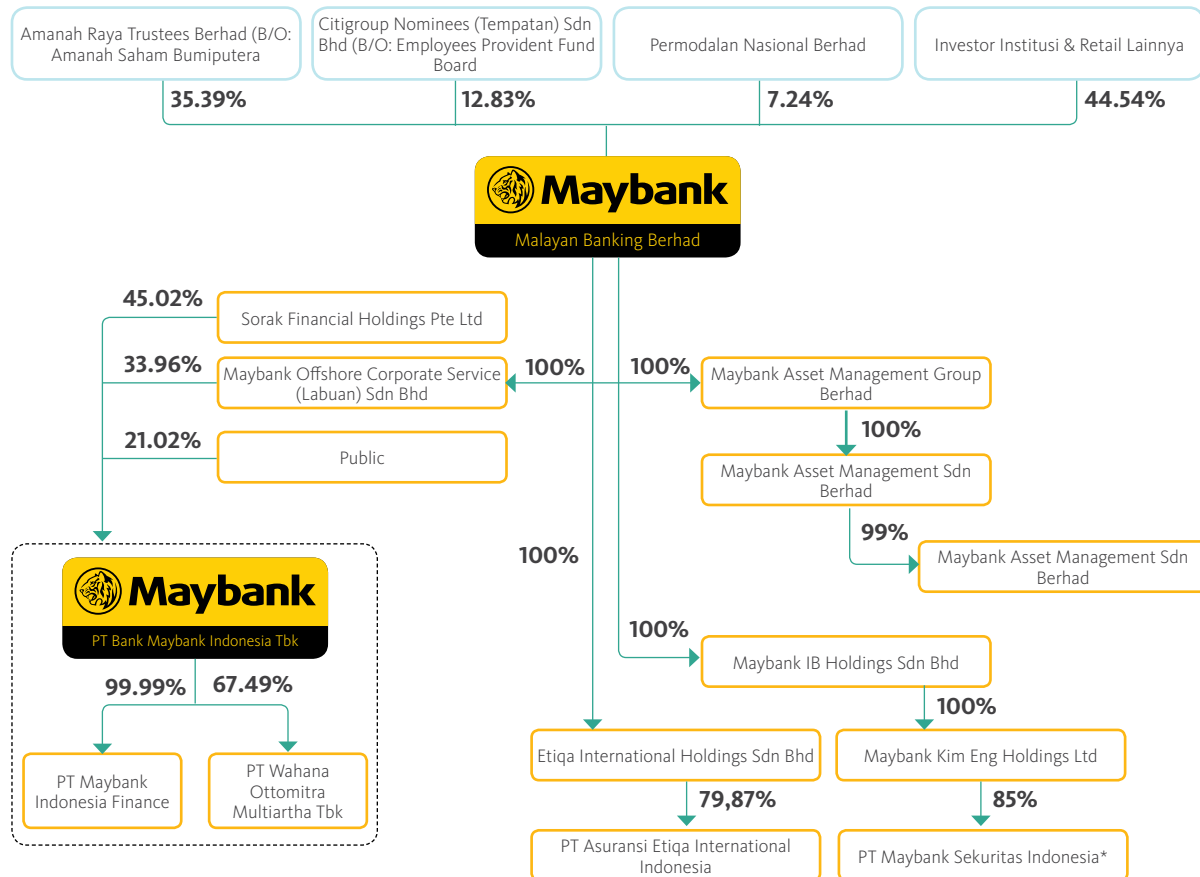 Amanah Raya Trustees Berhad (B/O:
Amanah Saham Bumiputera
Citigroup Nominees (Tempatan) Sdn
Bhd (B/O: Employees Provident Fund
Board
Permodalan Nasional Berhad
Investor Institusi & Retail Lainnya
35.39%
12.83%
7.24%
44.54%
Maybank
Malayan Banking Berhad
45.02%
Sorak Financial Holdings Pte Ltd
33.96%
Maybank Offshore Corporate Service
(Labuan) Sdn Bhd
100%
100%
Maybank Asset Management Group
Berhad
21.02%
Public
100%
Maybank Asset Management Sdn
Berhad
99%
Maybank Asset Management Sdn
Berhad
100%
Maybank
PT Bank Maybank Indonesia Tbk
100%
Maybank IB Holdings Sdn Bhd
99.99%
67.49%
100%
PT Maybank
Indonesia Finance
PT Wahana
Ottomitra
Multiartha Tbk
Etiqa International Holdings Sdn Bhd
Maybank Kim Eng Holdings Ltd
79,87%
85%
PT Asuransi Etiqa International
Indonesia
PT Maybank Sekuritas Indonesia*